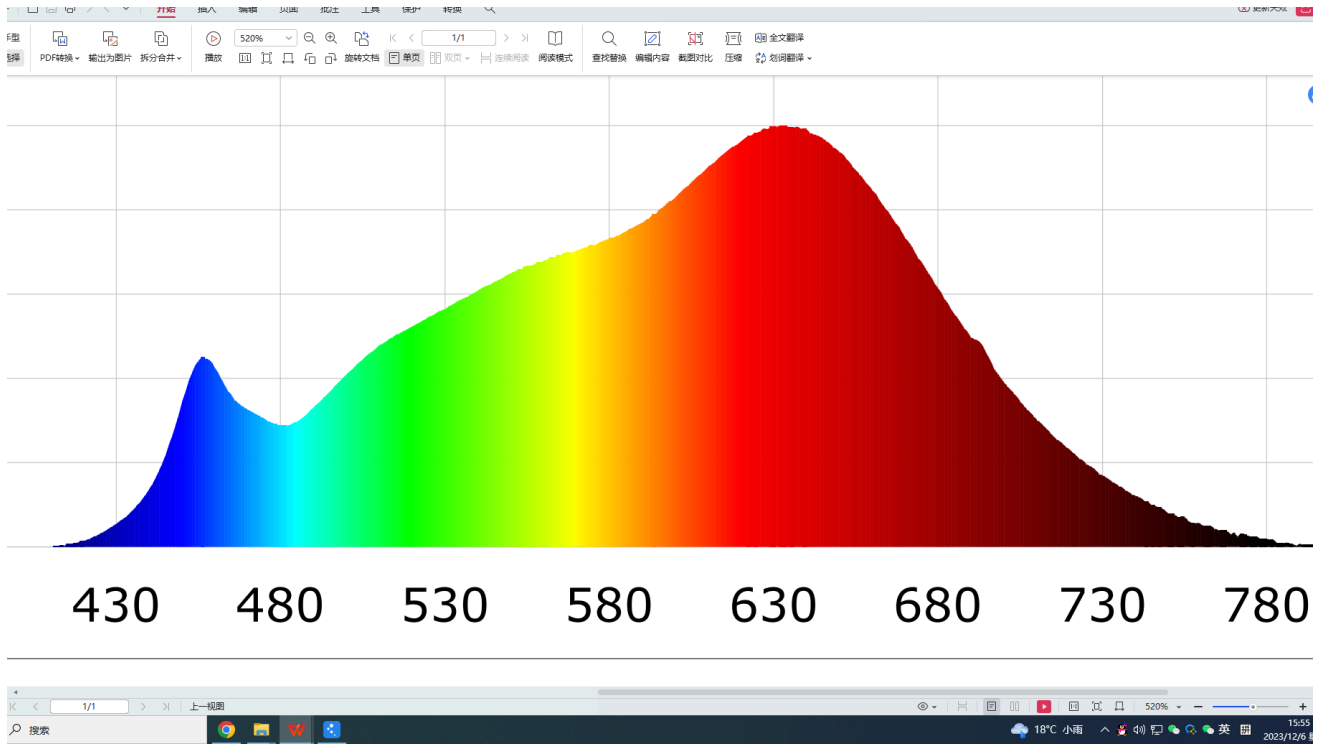 开始 插入 编辑 页面 批注 工具 保护 转换
PDF转换 输出为图片 拆分合并 播放 520% 旋转文档 1/1 单页 双页 连续阅读 阅读模式 查找替换 编辑内容 截图对比 压缩 全文翻译 划词翻译
430 480 530 580 630 680 730 780
1/1 上一视图 520%
搜索 18°C 小雨 英 15:55
2023/12/6